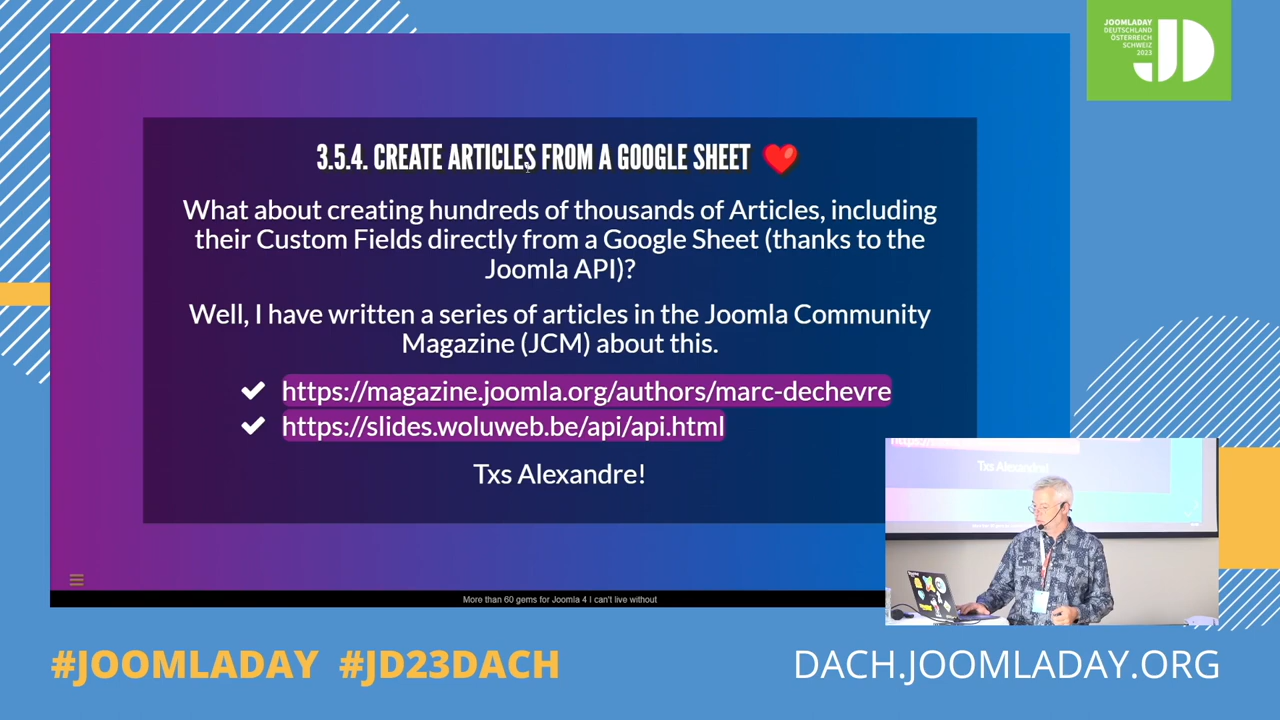 JOOMLADAY
DEUTSCHLAND
ÖSTERREICH
SCHWEIZ
2023
JD
3.5.4. CREATE ARTICLES FROM A GOOGLE SHEET
What about creating hundreds of thousands of Articles, including
their Custom Fields directly from a Google Sheet (thanks to the
Joomla API)?
Well, I have written a series of articles in the Joomla Community
Magazine (JCM) about this.
https://magazine.joomla.org/authors/marc-dechevre
https://slides.woluweb.be/api/api.html
Txs Alexandre!
Txs Alexandre!
More than 60 gems for Joomla 4 I can't live without
#JOOMLADAY #JD23DACH
DACH.JOOMLADAY.ORG